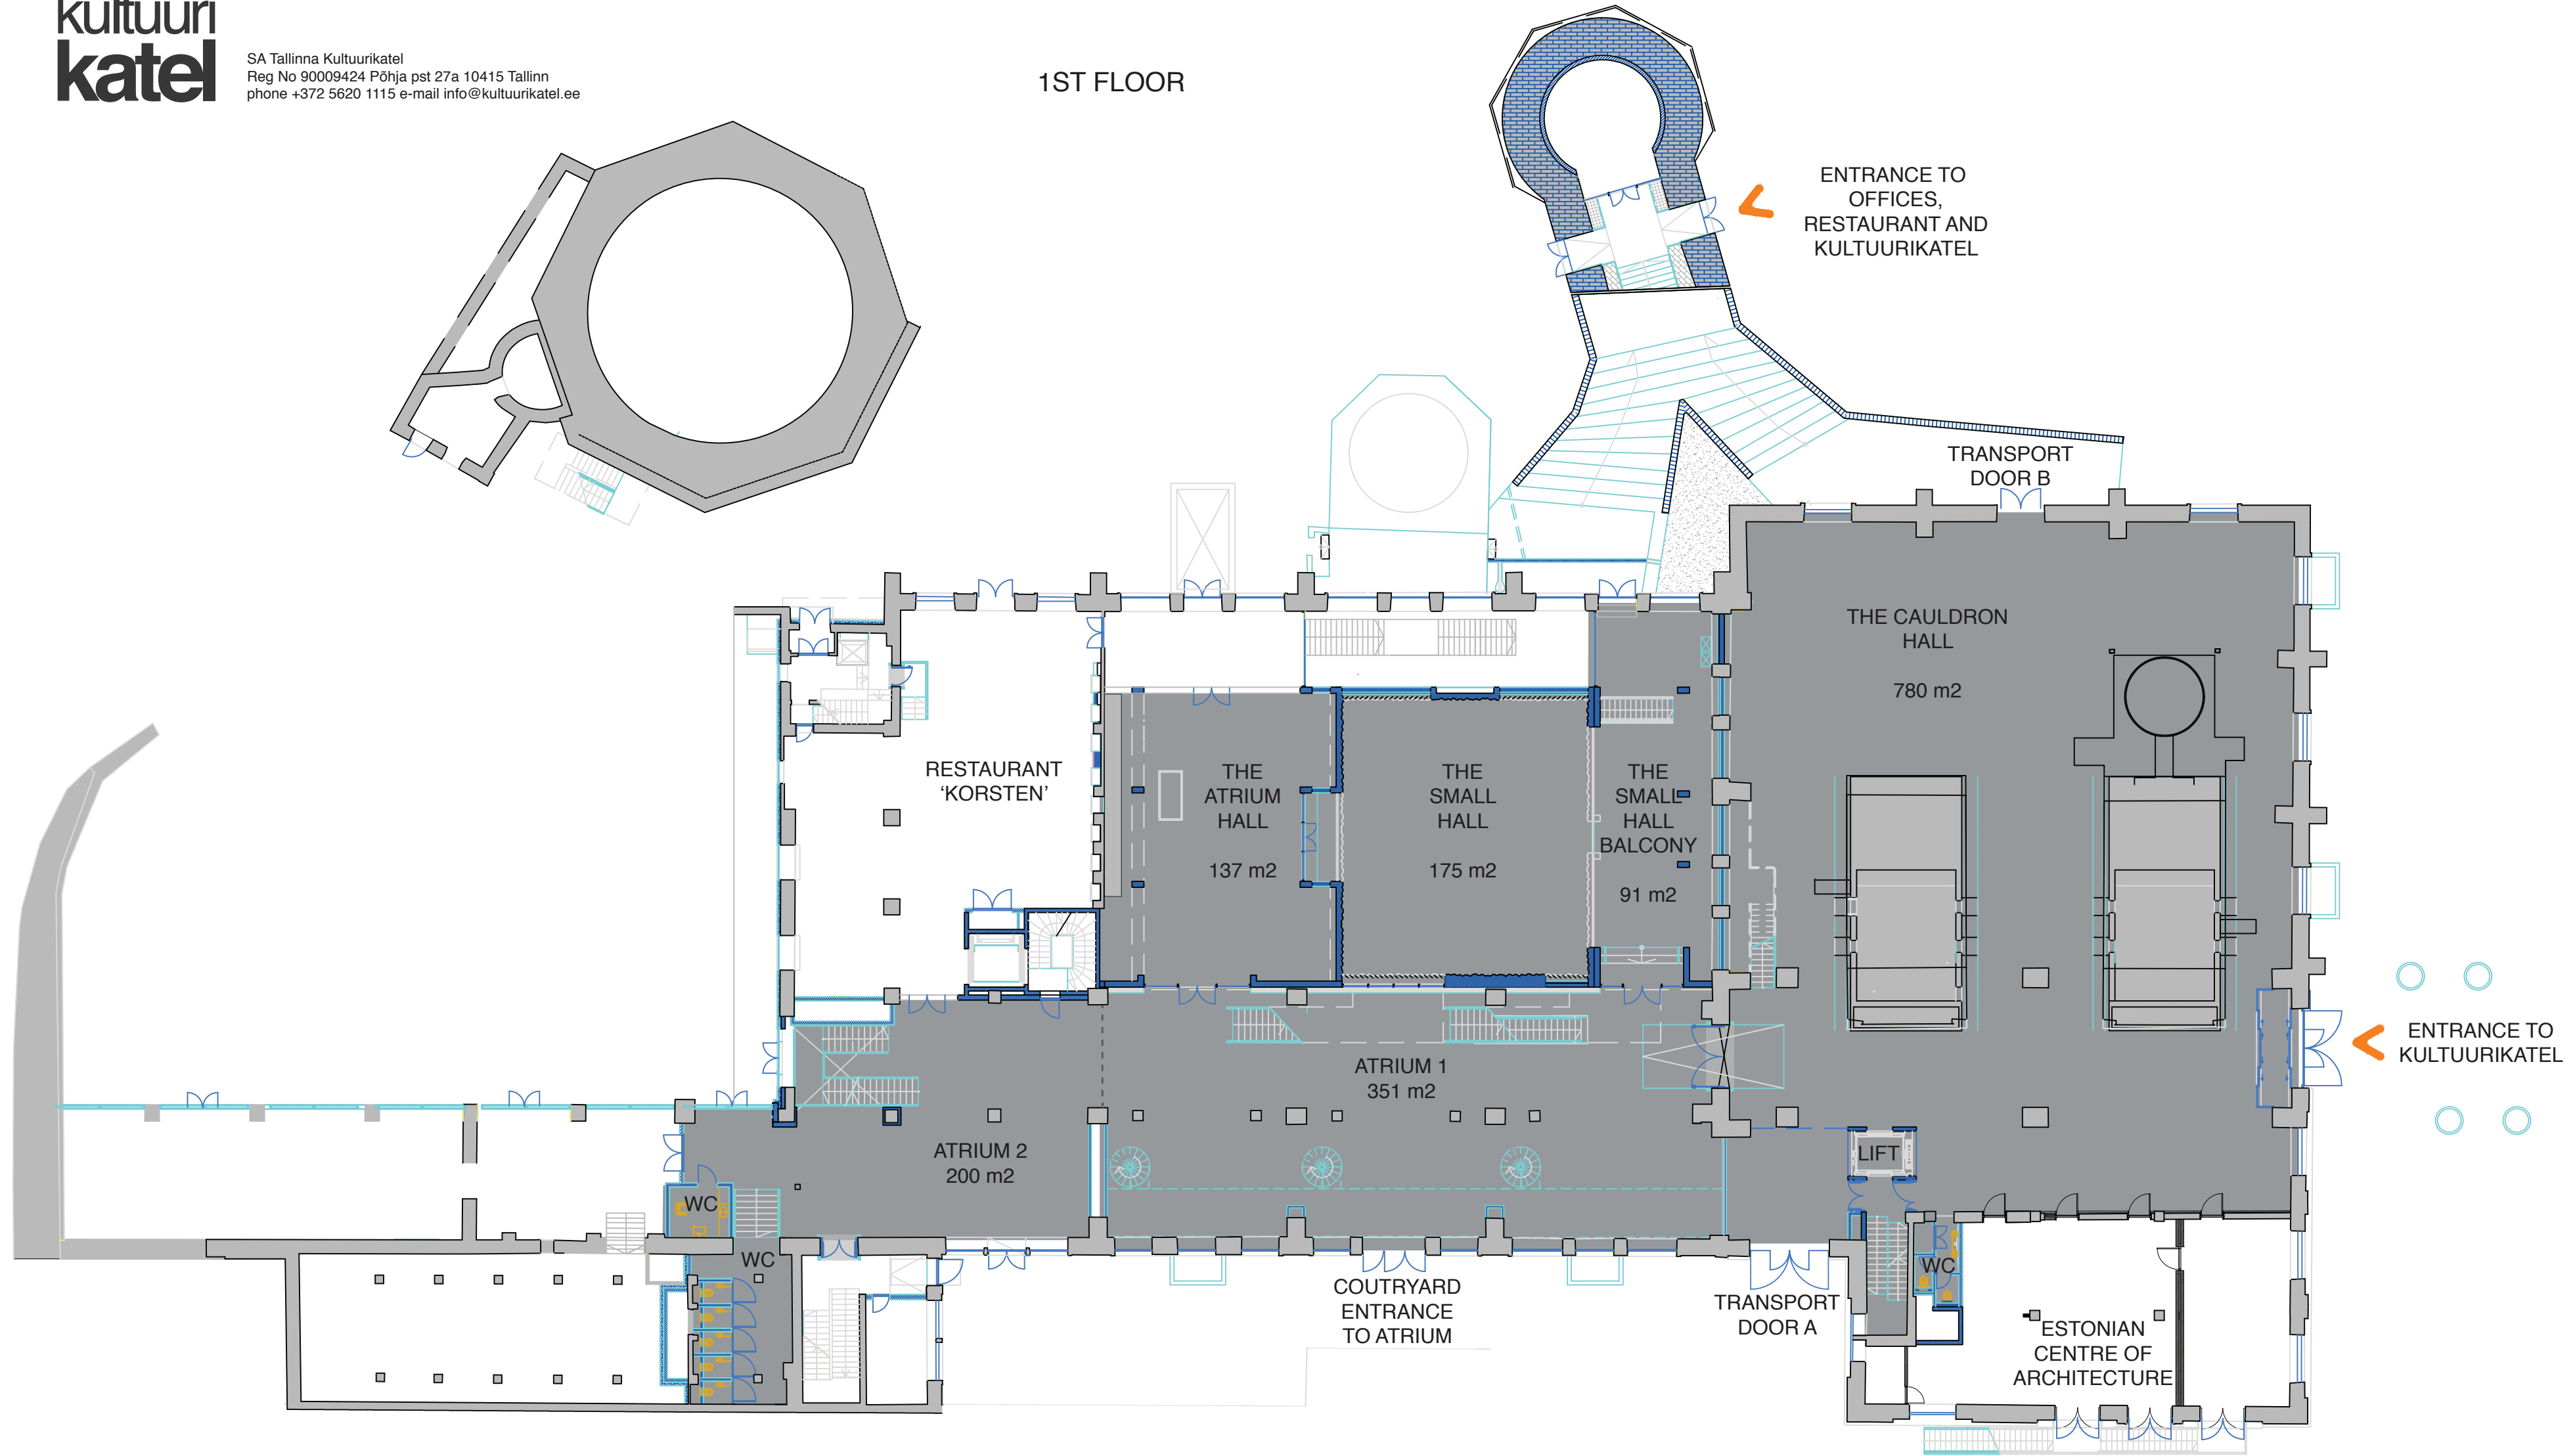 kultuuri
katel
SA Tallinna Kultuurikatel
Reg No 90009424 Põhja pst 27a 10415 Tallinn
phone +372 5620 1115 e-mail info@kultuurikatel.ee
1ST FLOOR
ENTRANCE TO
OFFICES,
RESTAURANT AND
KULTUURIKATEL
TRANSPORT
DOOR B
THE CAULDRON
HALL
780 m2
RESTAURANT
‘KORSTEN’
THE
ATRIUM
HALL
137 m2
THE
SMALL
HALL
175 m2
THE
SMALL
HALL
BALCONY
91 m2
ENTRANCE TO
KULTUURIKATEL
ATRIUM 1
351 m2
ATRIUM 2
200 m2
LIFT
WC
WC
WC
COUTRYARD
ENTRANCE
TO ATRIUM
TRANSPORT
DOOR A
ESTONIAN
CENTRE OF
ARCHITECTURE